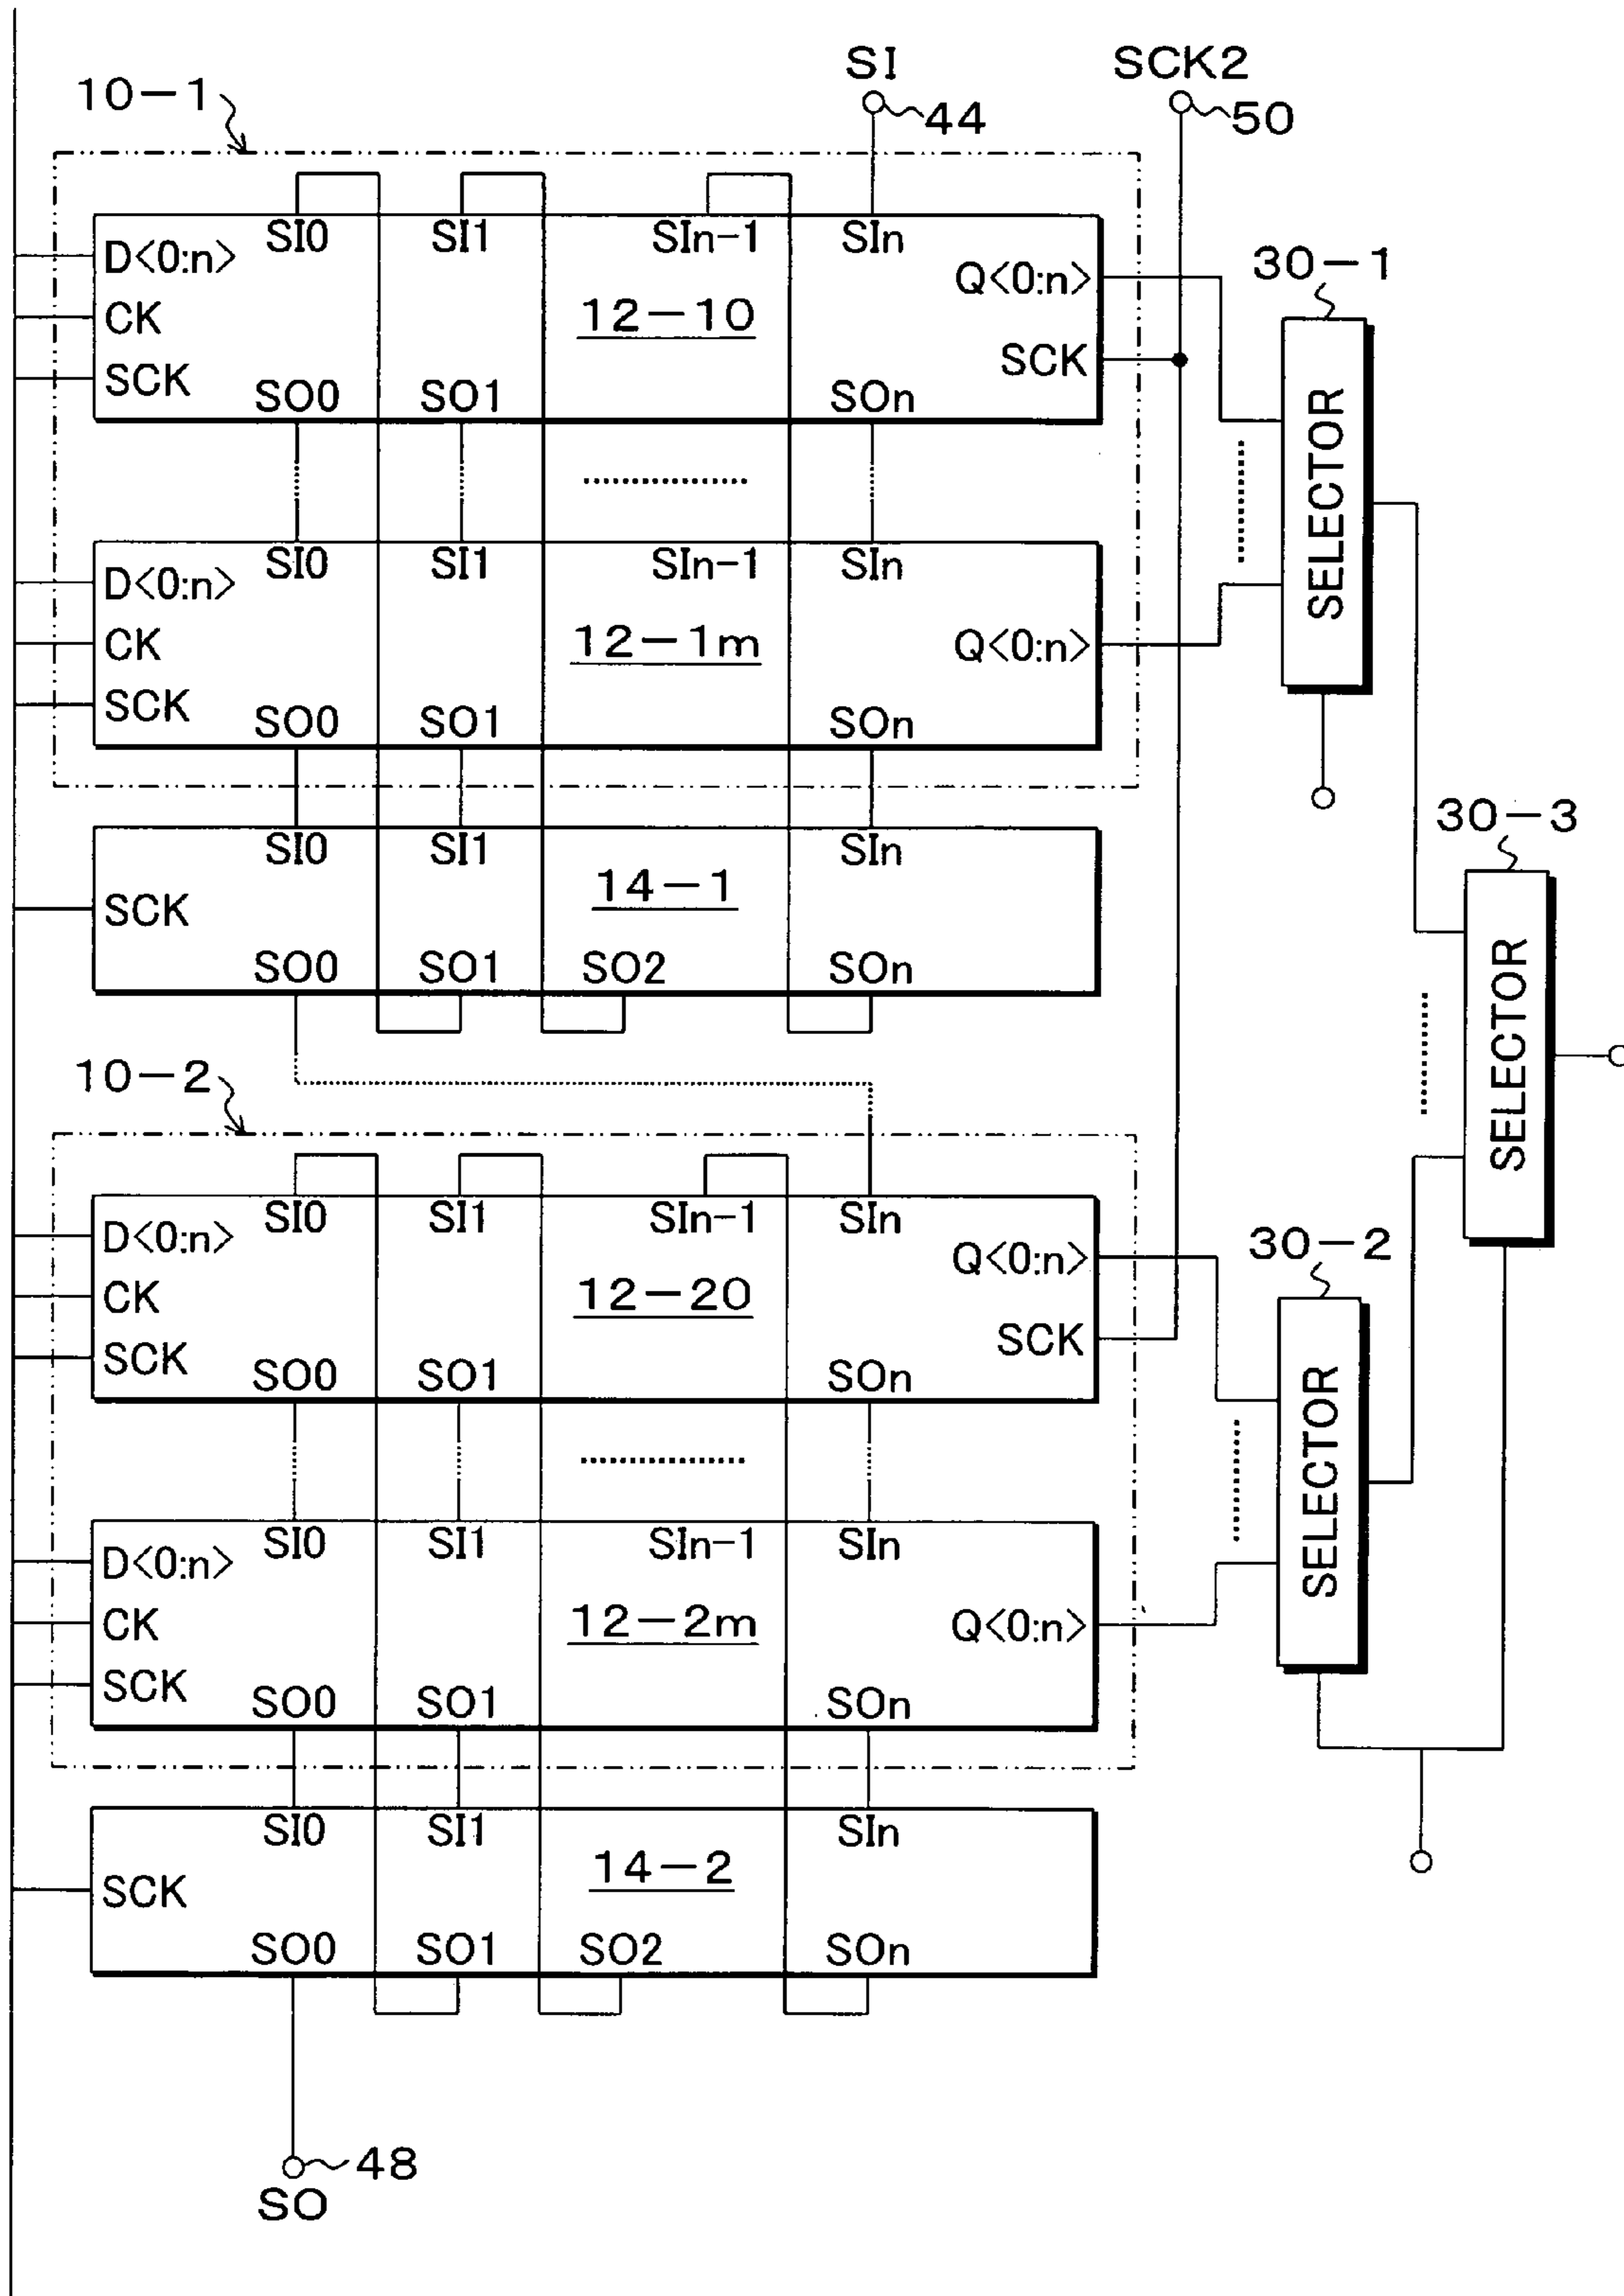 SI
SCK2
10-1
44
50
SI0
SI1
SIn-1
SIn
D<0:n>
Q<0:n>
30-1
CK
12-10
SCK
SCK
SO0
SO1
SOn
SELECTOR
SI0
SI1
SIn-1
SIn
D<0:n>
CK
12-1m
Q<0:n>
SCK
SO0
SO1
SOn
30-3
SI0
SI1
SIn
SCK
14-1
SO0
SO1
SO2
SOn
SELECTOR
10-2
SI0
SI1
SIn-1
SIn
D<0:n>
Q<0:n>
30-2
CK
12-20
SCK
SCK
SO0
SO1
SOn
SELECTOR
SI0
SI1
SIn-1
SIn
D<0:n>
CK
12-2m
Q<0:n>
SCK
SO0
SO1
SOn
SI0
SI1
SIn
SCK
14-2
SO0
SO1
SO2
SOn
48
SO